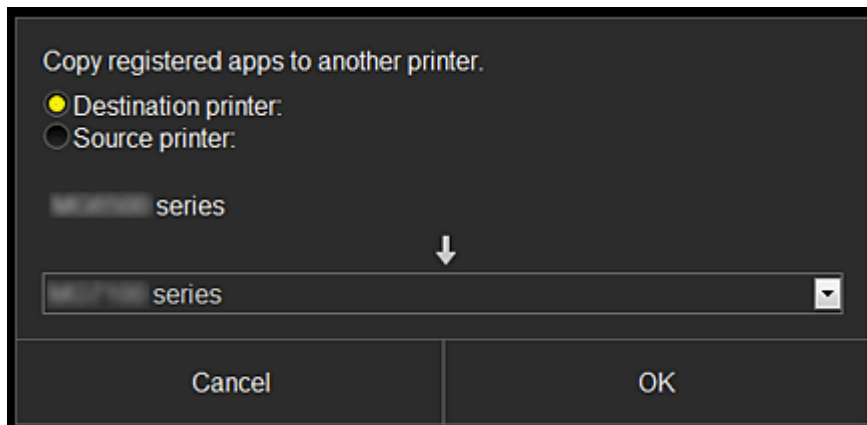 Copy registered apps to another printer.
Destination printer:
Source printer:
series
series
Cancel
OK